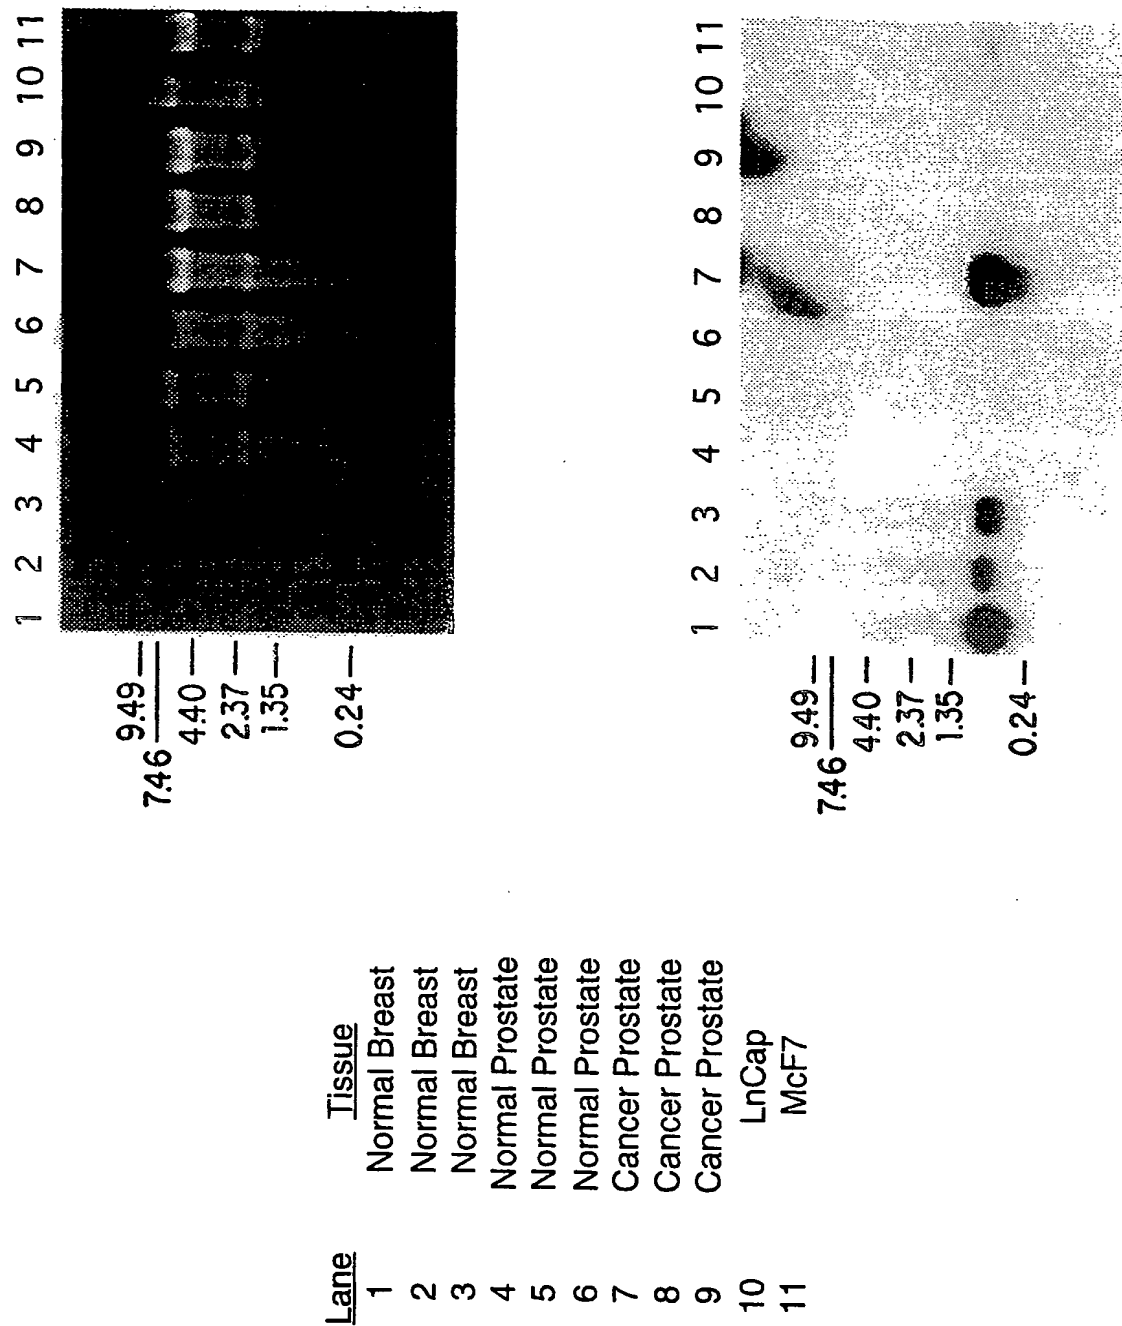 Lane Tissue
1 Normal Breast
2 Normal Breast
3 Normal Breast
4 Normal Prostate
5 Normal Prostate
6 Normal Prostate
7 Cancer Prostate
8 Cancer Prostate
9 Cancer Prostate
10 LnCap
11 McF7
1 2 3 4 5 6 7 8 9 10 11
9.49
7.46
4.40
2.37
1.35
0.24
1 2 3 4 5 6 7 8 9 10 11
9.49
7.46
4.40
2.37
1.35
0.24